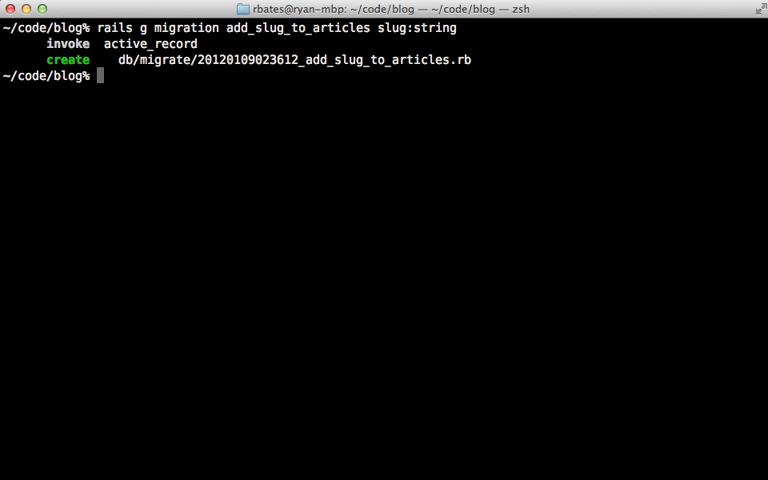 rbates@ryan-mbp: ~/code/blog — ~/code/blog — zsh
~/code/blog% rails g migration add_slug_to_articles slug:string
invoke active_record
create db/migrate/20120109023612_add_slug_to_articles.rb
~/code/blog%